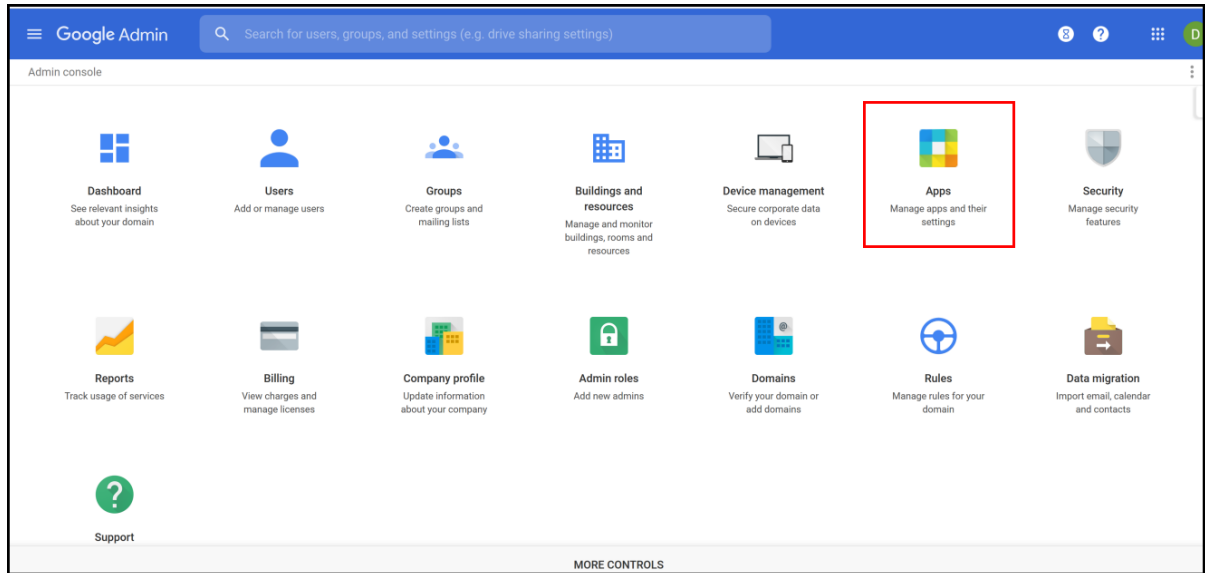 Google Admin
Search for users, groups, and settings (e.g. drive sharing settings)
8
?
D
Admin console
Dashboard
See relevant insights
about your domain
Users
Add or manage users
Groups
Create groups and
mailing lists
Buildings and
resources
Manage and monitor
buildings, rooms and
resources
Device management
Secure corporate data
on devices
Apps
Manage apps and their
settings
Security
Manage security
features
Reports
Track usage of services
Billing
View charges and
manage licenses
Company profile
Update information
about your company
Admin roles
Add new admins
@
Domains
Verify your domain or
add domains
Rules
Manage rules for your
domain
Data migration
Import email, calendar
and contacts
?
Support
MORE CONTROLS